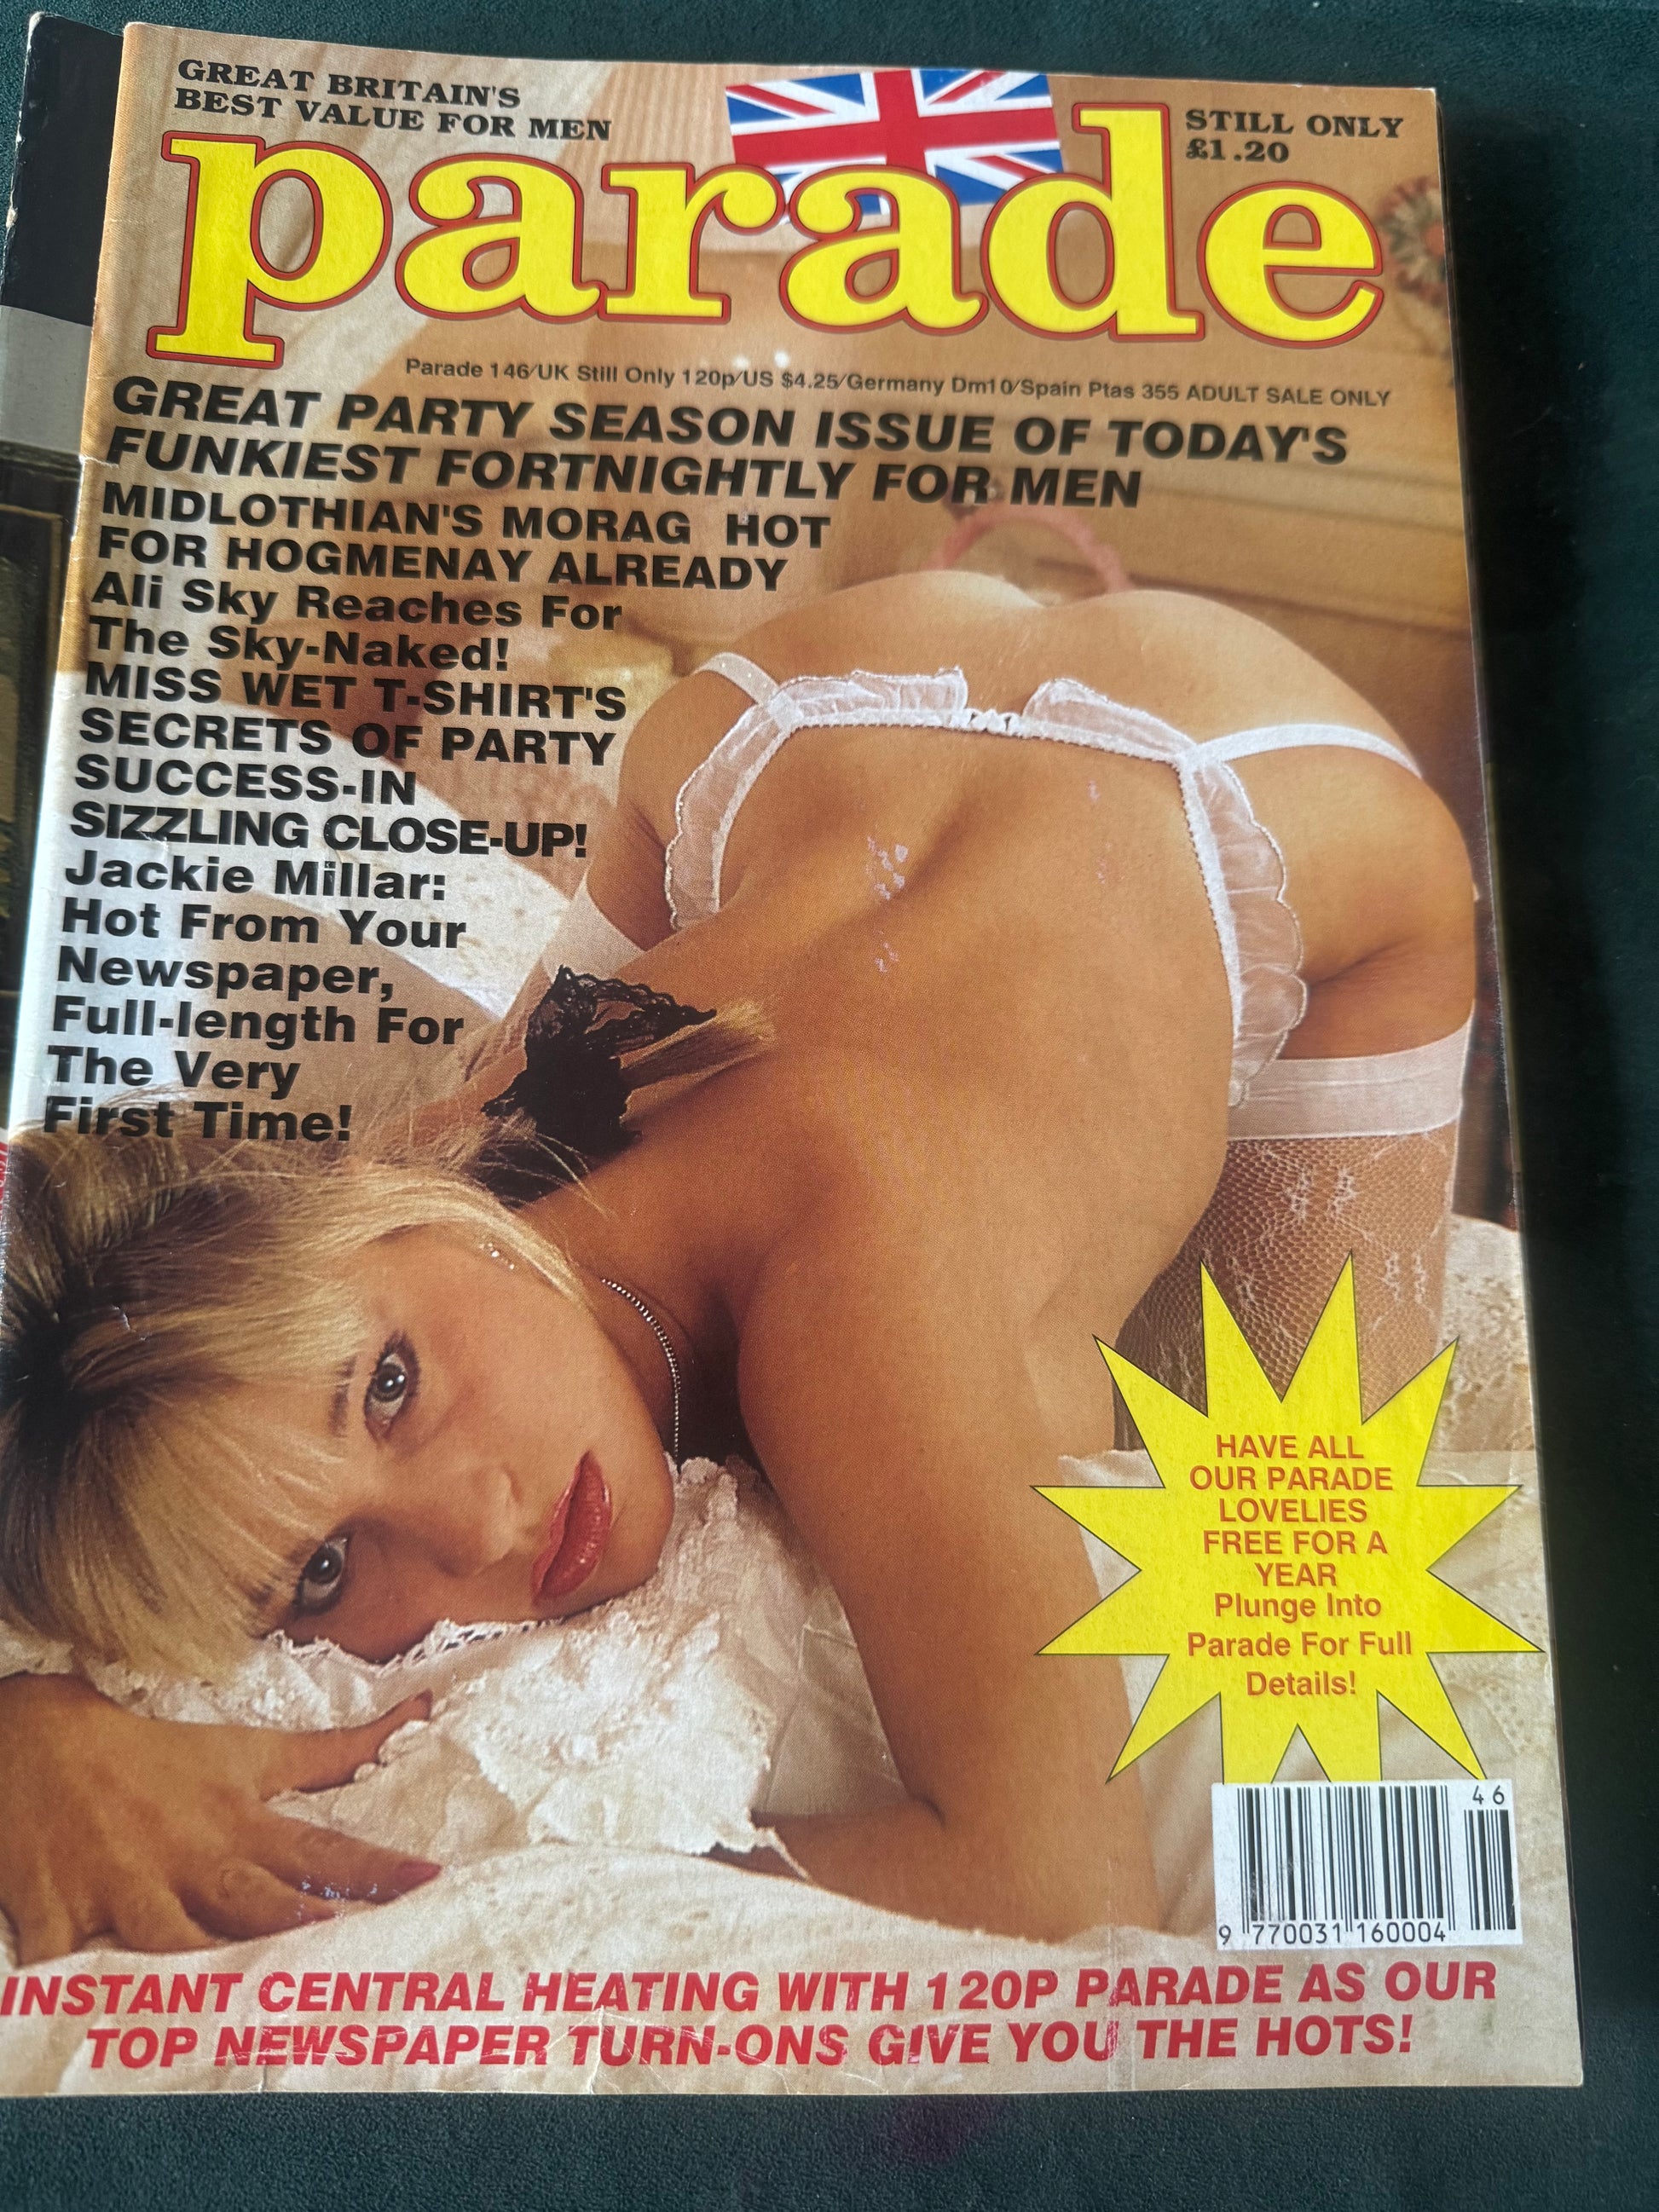 GREAT BRITAIN'S
BEST VALUE FOR MEN
STILL ONLY
£1.20
parade
Parade 146/UK Still Only 120p/US $4.25/Germany Dm10/Spain Ptas 355 ADULT SALE ONLY
GREAT PARTY SEASON ISSUE OF TODAY'S
FUNKIEST FORTNIGHTLY FOR MEN
MIDLOTHIAN'S MORAG HOT
FOR HOGMENAY ALREADY
Ali Sky Reaches For
The Sky-Naked!
MISS WET T-SHIRT'S
SECRETS OF PARTY
SUCCESS-IN
SIZZLING CLOSE-UP!
Jackie Millar:
Hot From Your
Newspaper,
Full-length For
The Very
First Time!
HAVE ALL
OUR PARADE
LOVELIES
FREE FOR A
YEAR
Plunge Into
Parade For Full
Details!
46
9 770031 160004
INSTANT CENTRAL HEATING WITH 120P PARADE AS OUR
TOP NEWSPAPER TURN-ONS GIVE YOU THE HOTS!